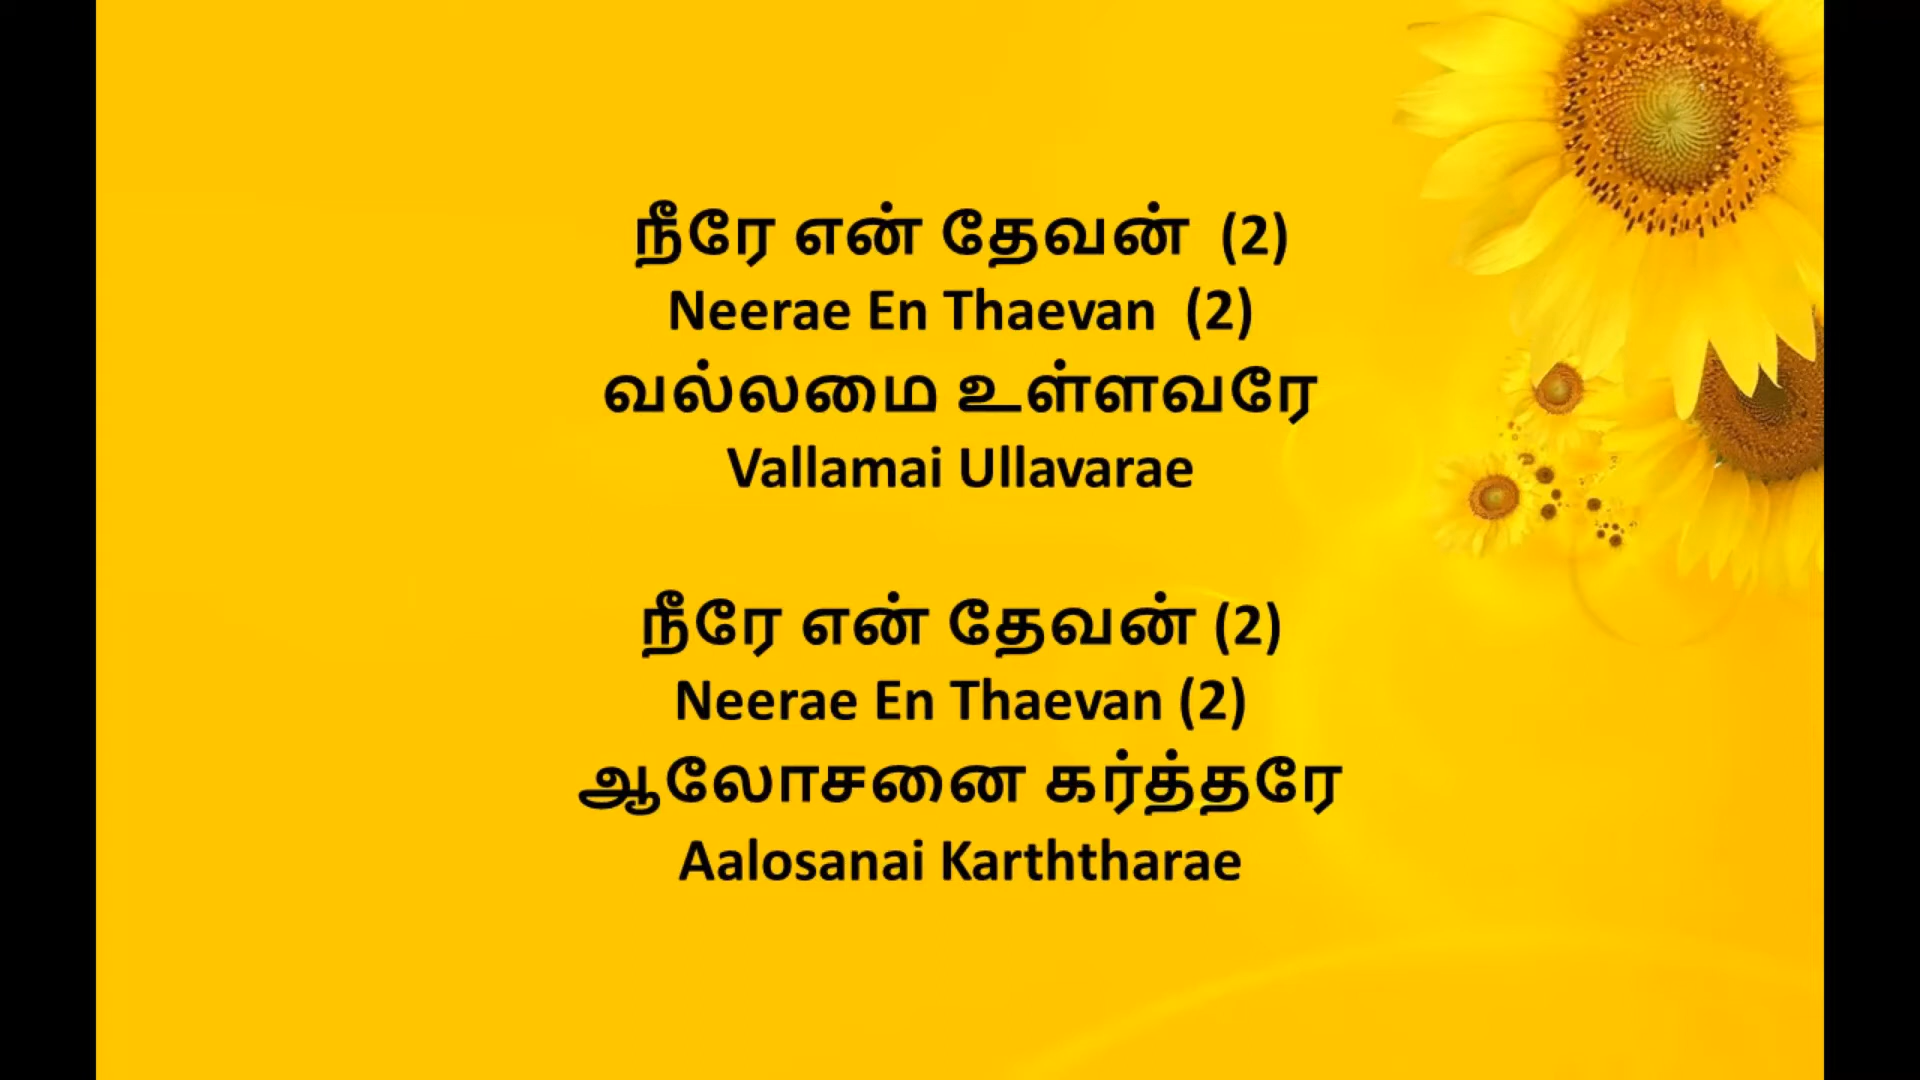 நீரே என் தேவன் (2)
Neerae En Thaevan (2)
வல்லமை உள்ளவரே
Vallamai Ullavarae
நீரே என் தேவன் (2)
Neerae En Thaevan (2)
ஆலோசனை கர்த்தரே
Aalosanai Karththarae